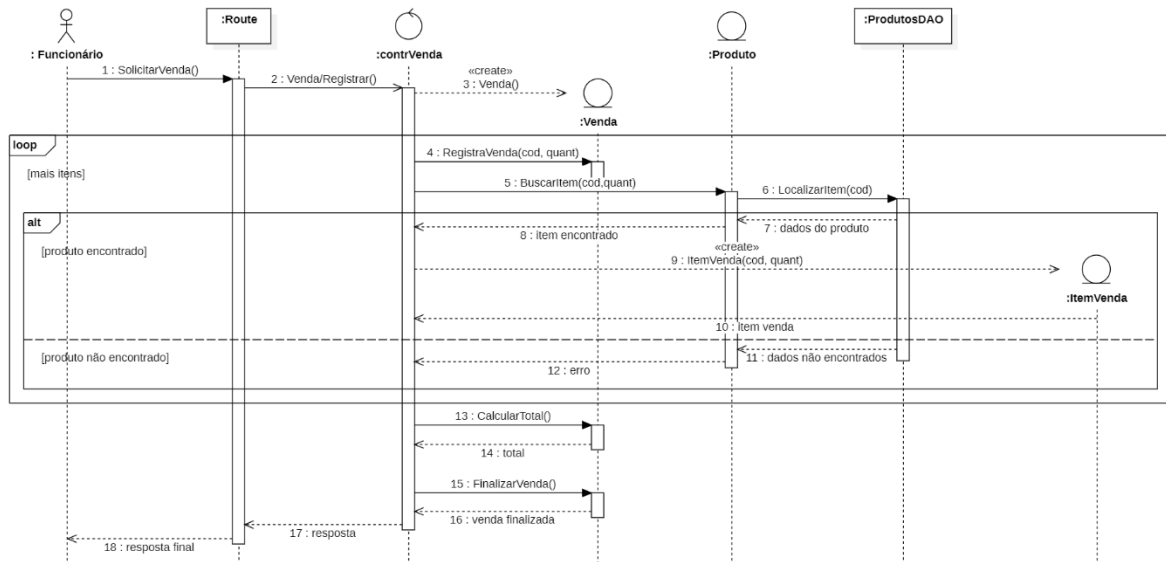 : Funcionário
:Route
:contrVenda
:Produto
:ProdutosDAO
1 : SolicitarVenda()
2 : Venda/Registrar()
«create»
3 : Venda()
:Venda
loop
[mais itens]
4 : RegistraVenda(cod, quant)
5 : BuscarItem(cod,quant)
6 : LocalizarItem(cod)
alt
[produto encontrado]
7 : dados do produto
8 : item encontrado
«create»
9 : ItemVenda(cod, quant)
:ItemVenda
10 : item venda
[produto não encontrado]
11 : dados não encontrados
12 : erro
13 : CalcularTotal()
14 : total
15 : FinalizarVenda()
16 : venda finalizada
17 : resposta
18 : resposta final